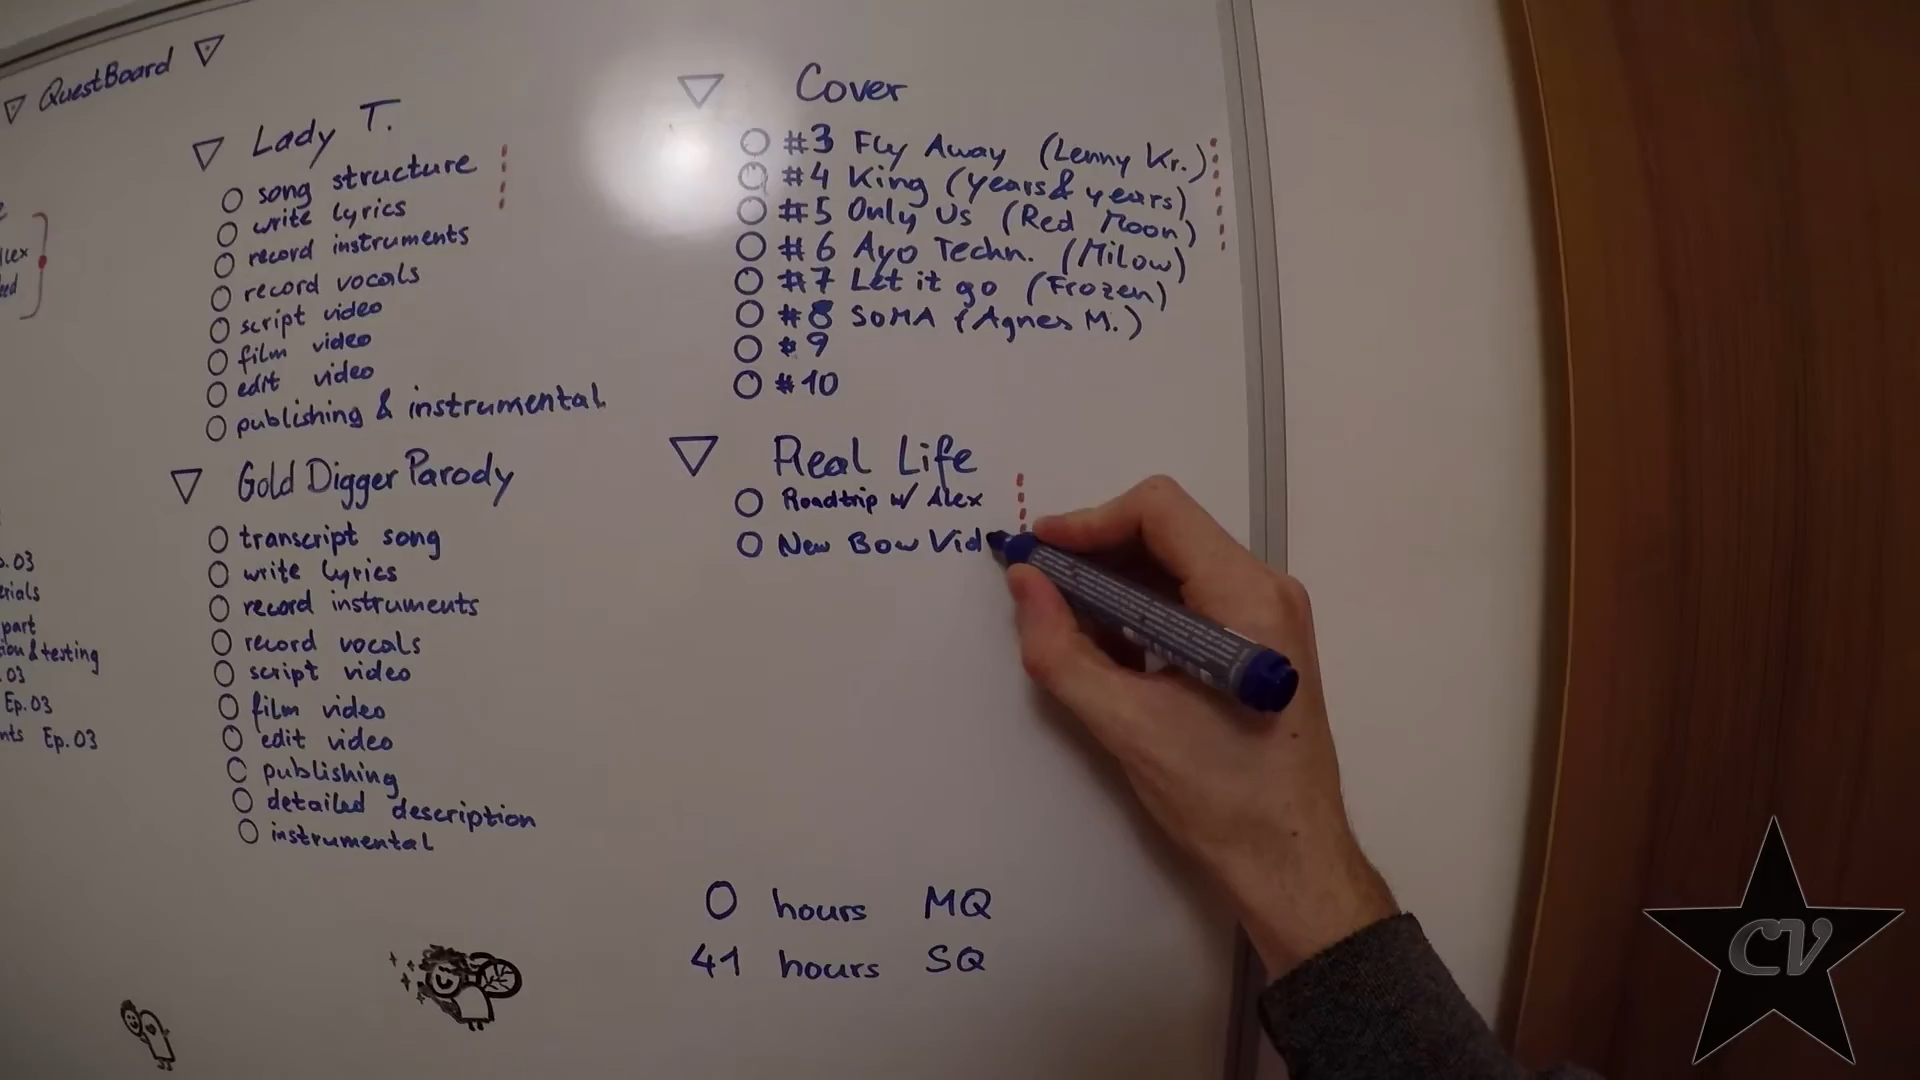 QuestBoard
Lady T.
song structure
write lyrics
record instruments
record vocals
script video
film video
edit video
publishing & instrumental
Gold Digger Parody
transcript song
write lyrics
record instruments
record vocals
script video
film video
edit video
publishing
detailed description
instrumental
Cover
#3 Fly Away (Lenny Kr.)
#4 King (years & years)
#5 Only Us (Red Moon)
#6 Ayo Techn. (Milow)
#7 Let it go (Frozen)
#8 SOMA (Agnes M.)
#9
#10
Real Life
Roadtrip w/ Alex
New Bow Vid
0 hours MQ
41 hours SQ
.03
part
& testing
.03
Ep.03
Ep.03
CV